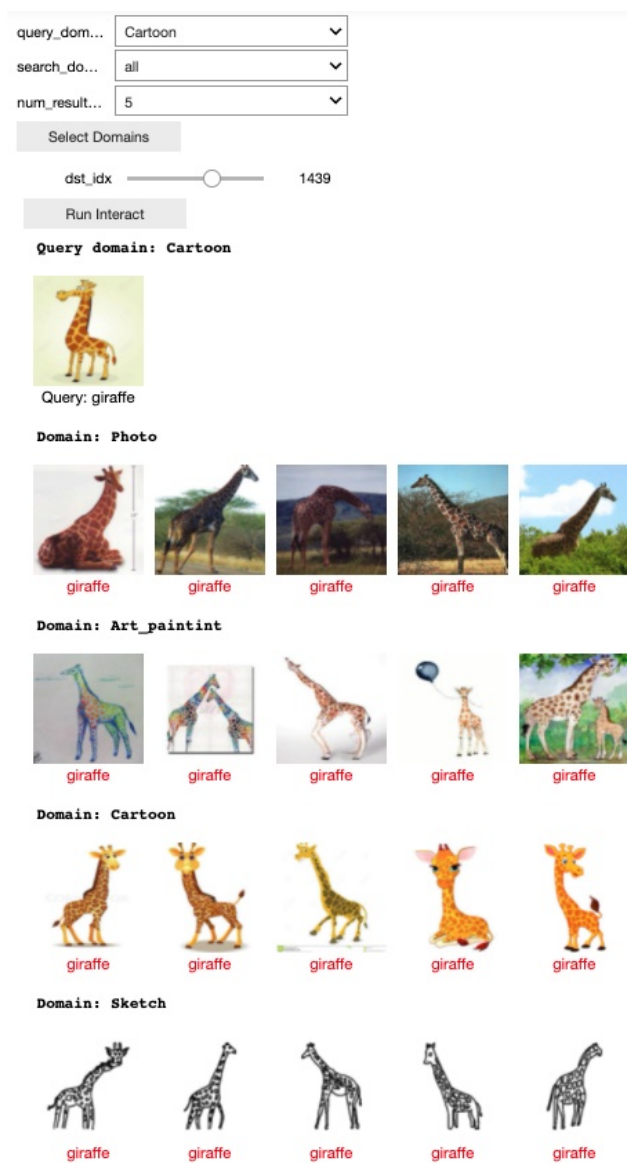 query_dom... Cartoon
search_do... all
num_result... 5
Select Domains
dst_idx 1439
Run Interact
Query domain: Cartoon
Query: giraffe
Domain: Photo
giraffe giraffe giraffe giraffe giraffe
Domain: Art_paintint
giraffe giraffe giraffe giraffe giraffe
Domain: Cartoon
giraffe giraffe giraffe giraffe giraffe
Domain: Sketch
giraffe giraffe giraffe giraffe giraffe